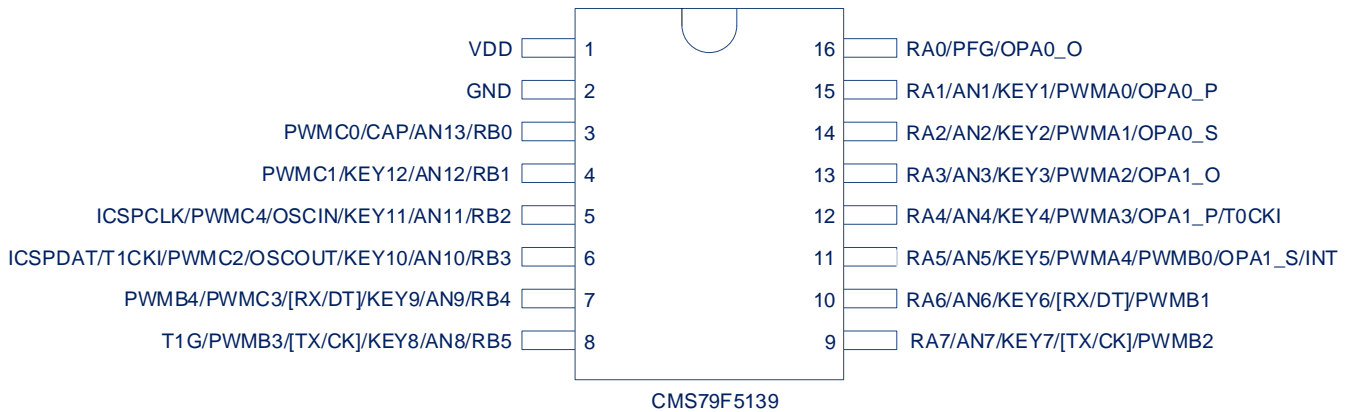 VDD 1 16 RA0/PFG/OPA0_O
GND 2 15 RA1/AN1/KEY1/PWMA0/OPA0_P
PWMC0/CAP/AN13/RB0 3 14 RA2/AN2/KEY2/PWMA1/OPA0_S
PWMC1/KEY12/AN12/RB1 4 13 RA3/AN3/KEY3/PWMA2/OPA1_O
ICSPCLK/PWMC4/OSCIN/KEY11/AN11/RB2 5 12 RA4/AN4/KEY4/PWMA3/OPA1_P/T0CKI
ICSPDAT/T1CKI/PWMC2/OSCOUT/KEY10/AN10/RB3 6 11 RA5/AN5/KEY5/PWMA4/PWMB0/OPA1_S/INT
PWMB4/PWMC3/[RX/DT]/KEY9/AN9/RB4 7 10 RA6/AN6/KEY6/[RX/DT]/PWMB1
T1G/PWMB3/[TX/CK]/KEY8/AN8/RB5 8 9 RA7/AN7/KEY7/[TX/CK]/PWMB2
CMS79F5139